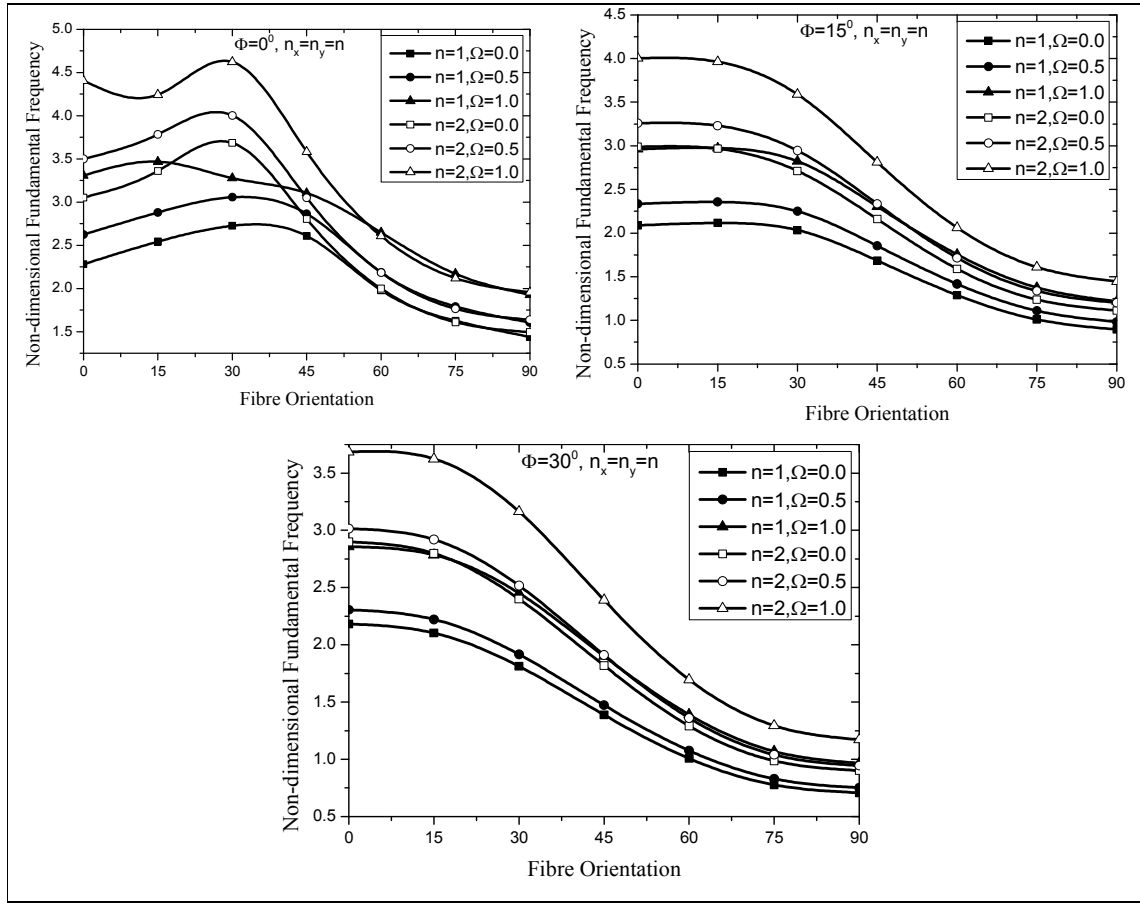 Φ=0⁰, nₓ=nᵧ=n
n=1,Ω=0.0
n=1,Ω=0.5
n=1,Ω=1.0
n=2,Ω=0.0
n=2,Ω=0.5
n=2,Ω=1.0
Non-dimensional Fundamental Frequency
5.0
4.5
4.0
3.5
3.0
2.5
2.0
1.5
0 15 30 45 60 75 90
Fibre Orientation
Φ=15⁰, nₓ=nᵧ=n
n=1,Ω=0.0
n=1,Ω=0.5
n=1,Ω=1.0
n=2,Ω=0.0
n=2,Ω=0.5
n=2,Ω=1.0
Non-dimensional Fundamental Frequency
4.5
4.0
3.5
3.0
2.5
2.0
1.5
1.0
0.5
0 15 30 45 60 75 90
Fibre Orientation
Φ=30⁰, nₓ=nᵧ=n
n=1,Ω=0.0
n=1,Ω=0.5
n=1,Ω=1.0
n=2,Ω=0.0
n=2,Ω=0.5
n=2,Ω=1.0
Non-dimensional Fundamental Frequency
3.5
3.0
2.5
2.0
1.5
1.0
0.5
0 15 30 45 60 75 90
Fibre Orientation